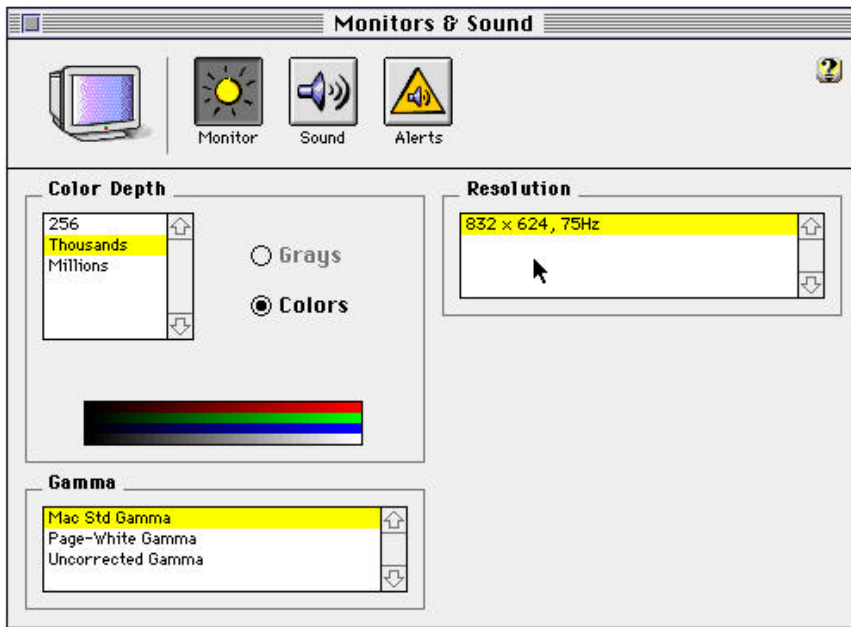 Monitors & Sound
Monitor Sound Alerts
Color Depth
256
Thousands
Millions
Grays
Colors
Resolution
832 x 624, 75Hz
Gamma
Mac Std Gamma
Page-White Gamma
Uncorrected Gamma